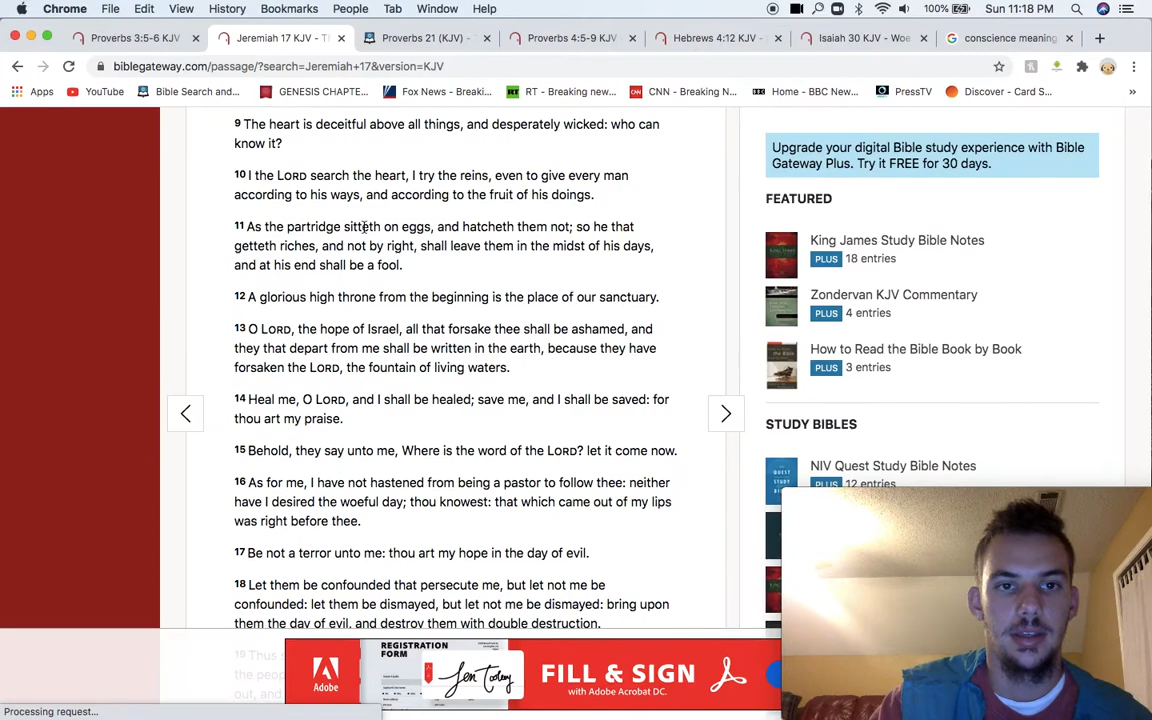 Chrome File Edit View History Bookmarks People Tab Window Help 100% Sun 11:18 PM
Proverbs 3:5-6 KJV Jeremiah 17 KJV - Th Proverbs 21 (KJV) - Proverbs 4:5-9 KJV Hebrews 4:12 KJV - Isaiah 30 KJV - Woe conscience meaning
biblegateway.com/passage/?search=Jeremiah+17&version=KJV
Apps YouTube Bible Search and... GENESIS CHAPTE... Fox News - Breaki... RT - Breaking new... CNN - Breaking N... Home - BBC New... PressTV Discover - Card S... »
9 The heart is deceitful above all things, and desperately wicked: who can
know it?
10 I the LORD search the heart, I try the reins, even to give every man
according to his ways, and according to the fruit of his doings.
11 As the partridge sitteth on eggs, and hatcheth them not; so he that
getteth riches, and not by right, shall leave them in the midst of his days,
and at his end shall be a fool.
12 A glorious high throne from the beginning is the place of our sanctuary.
13 O LORD, the hope of Israel, all that forsake thee shall be ashamed, and
they that depart from me shall be written in the earth, because they have
forsaken the LORD, the fountain of living waters.
14 Heal me, O LORD, and I shall be healed; save me, and I shall be saved: for
thou art my praise.
15 Behold, they say unto me, Where is the word of the LORD? let it come now.
16 As for me, I have not hastened from being a pastor to follow thee: neither
have I desired the woeful day; thou knowest: that which came out of my lips
was right before thee.
17 Be not a terror unto me: thou art my hope in the day of evil.
18 Let them be confounded that persecute me, but let not me be
confounded: let them be dismayed, but let not me be dismayed: bring upon
them the day of evil, and destroy them with double destruction.
19 Thus
the peop
out, and
Upgrade your digital Bible study experience with Bible
Gateway Plus. Try it FREE for 30 days.
FEATURED
King James Study Bible Notes
PLUS 18 entries
Zondervan KJV Commentary
PLUS 4 entries
How to Read the Bible Book by Book
PLUS 3 entries
STUDY BIBLES
NIV Quest Study Bible Notes
PLUS 12 entries
Adobe
REGISTRATION
FORM
FILL & SIGN
with Adobe Acrobat DC.
Processing request...